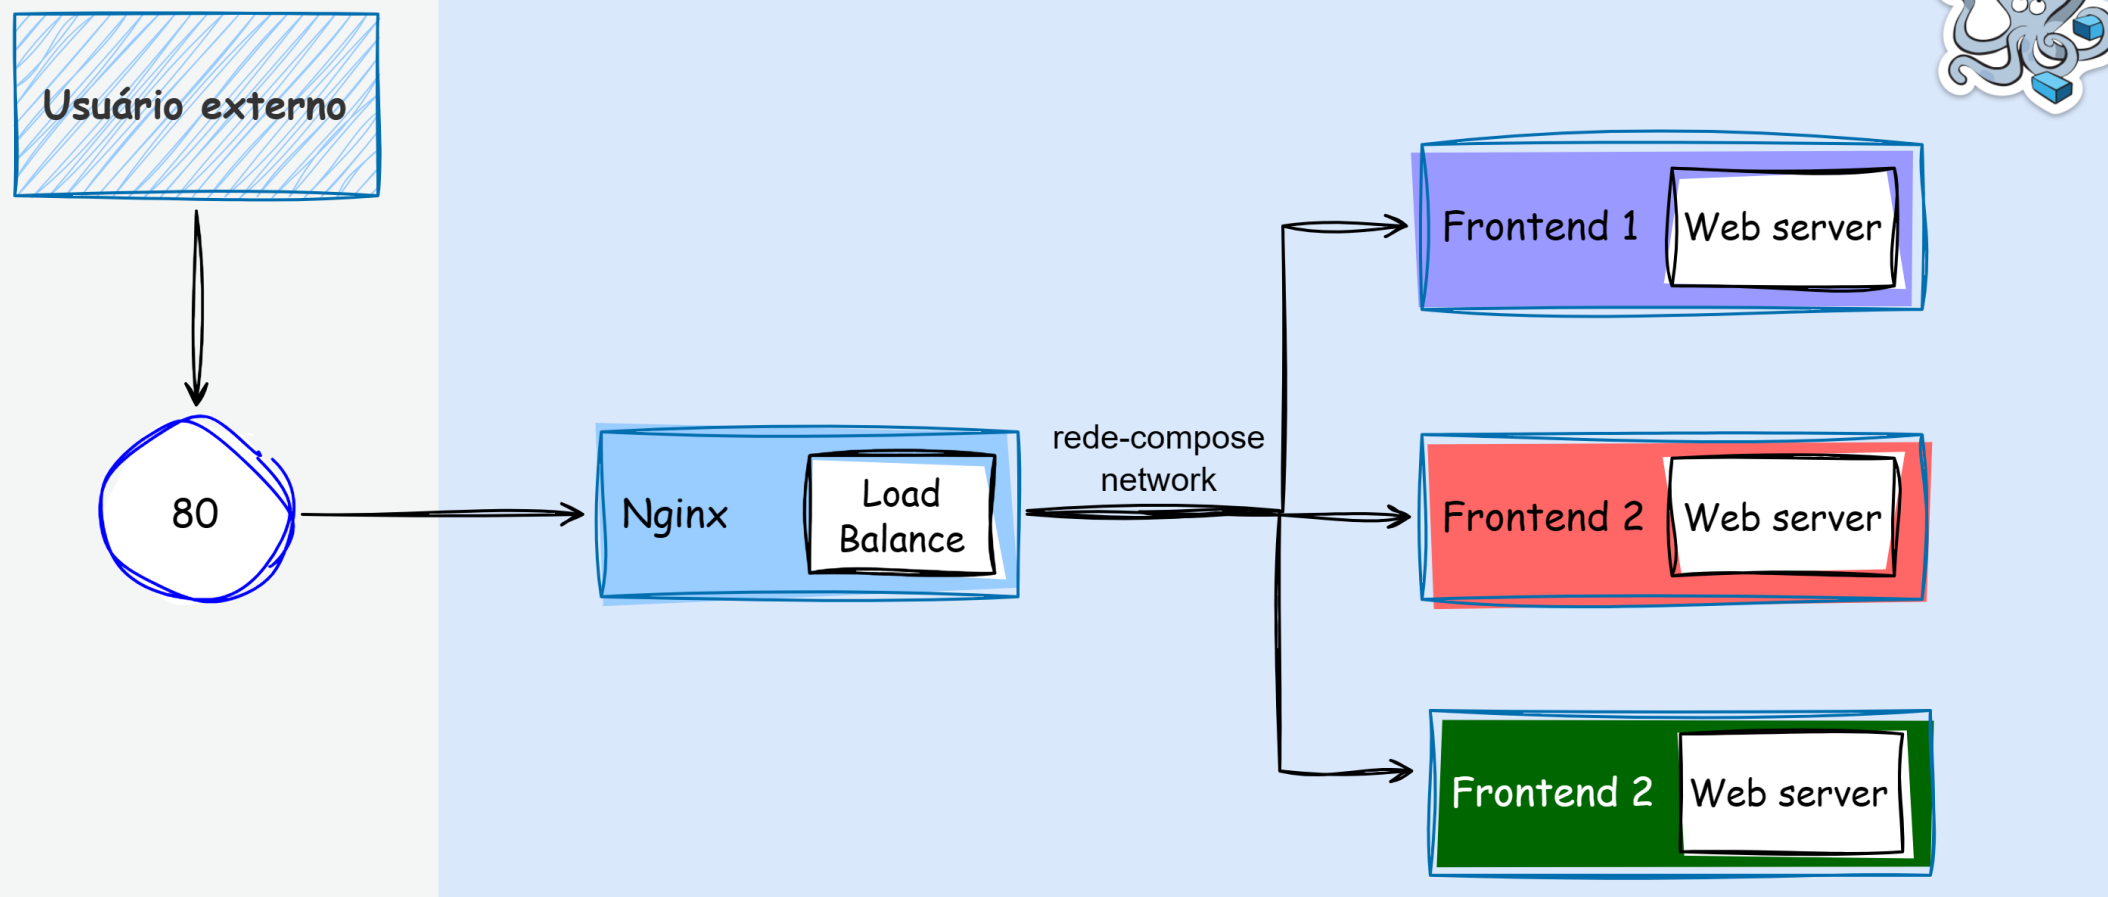 Usuário externo
80
Nginx
Load
Balance
rede-compose
network
Frontend 1
Web server
Frontend 2
Web server
Frontend 2
Web server